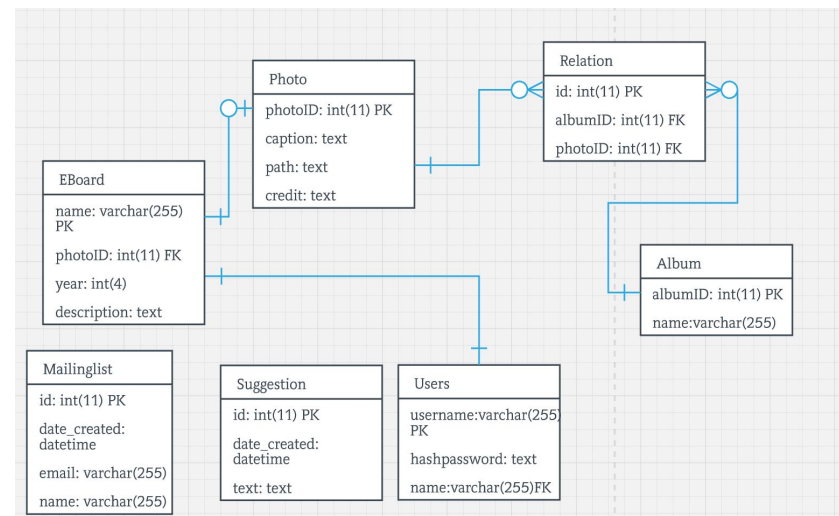 Photo
photoID: int(11) PK
caption: text
path: text
credit: text
Relation
id: int(11) PK
albumID: int(11) FK
photoID: int(11) FK
EBoard
name: varchar(255)
PK
photoID: int(11) FK
year: int(4)
description: text
Album
albumID: int(11) PK
name:varchar(255)
Mailinglist
id: int(11) PK
date_created:
datetime
email: varchar(255)
name: varchar(255)
Suggestion
id: int(11) PK
date_created:
datetime
text: text
Users
username:varchar(255)
PK
hashpassword: text
name:varchar(255)FK